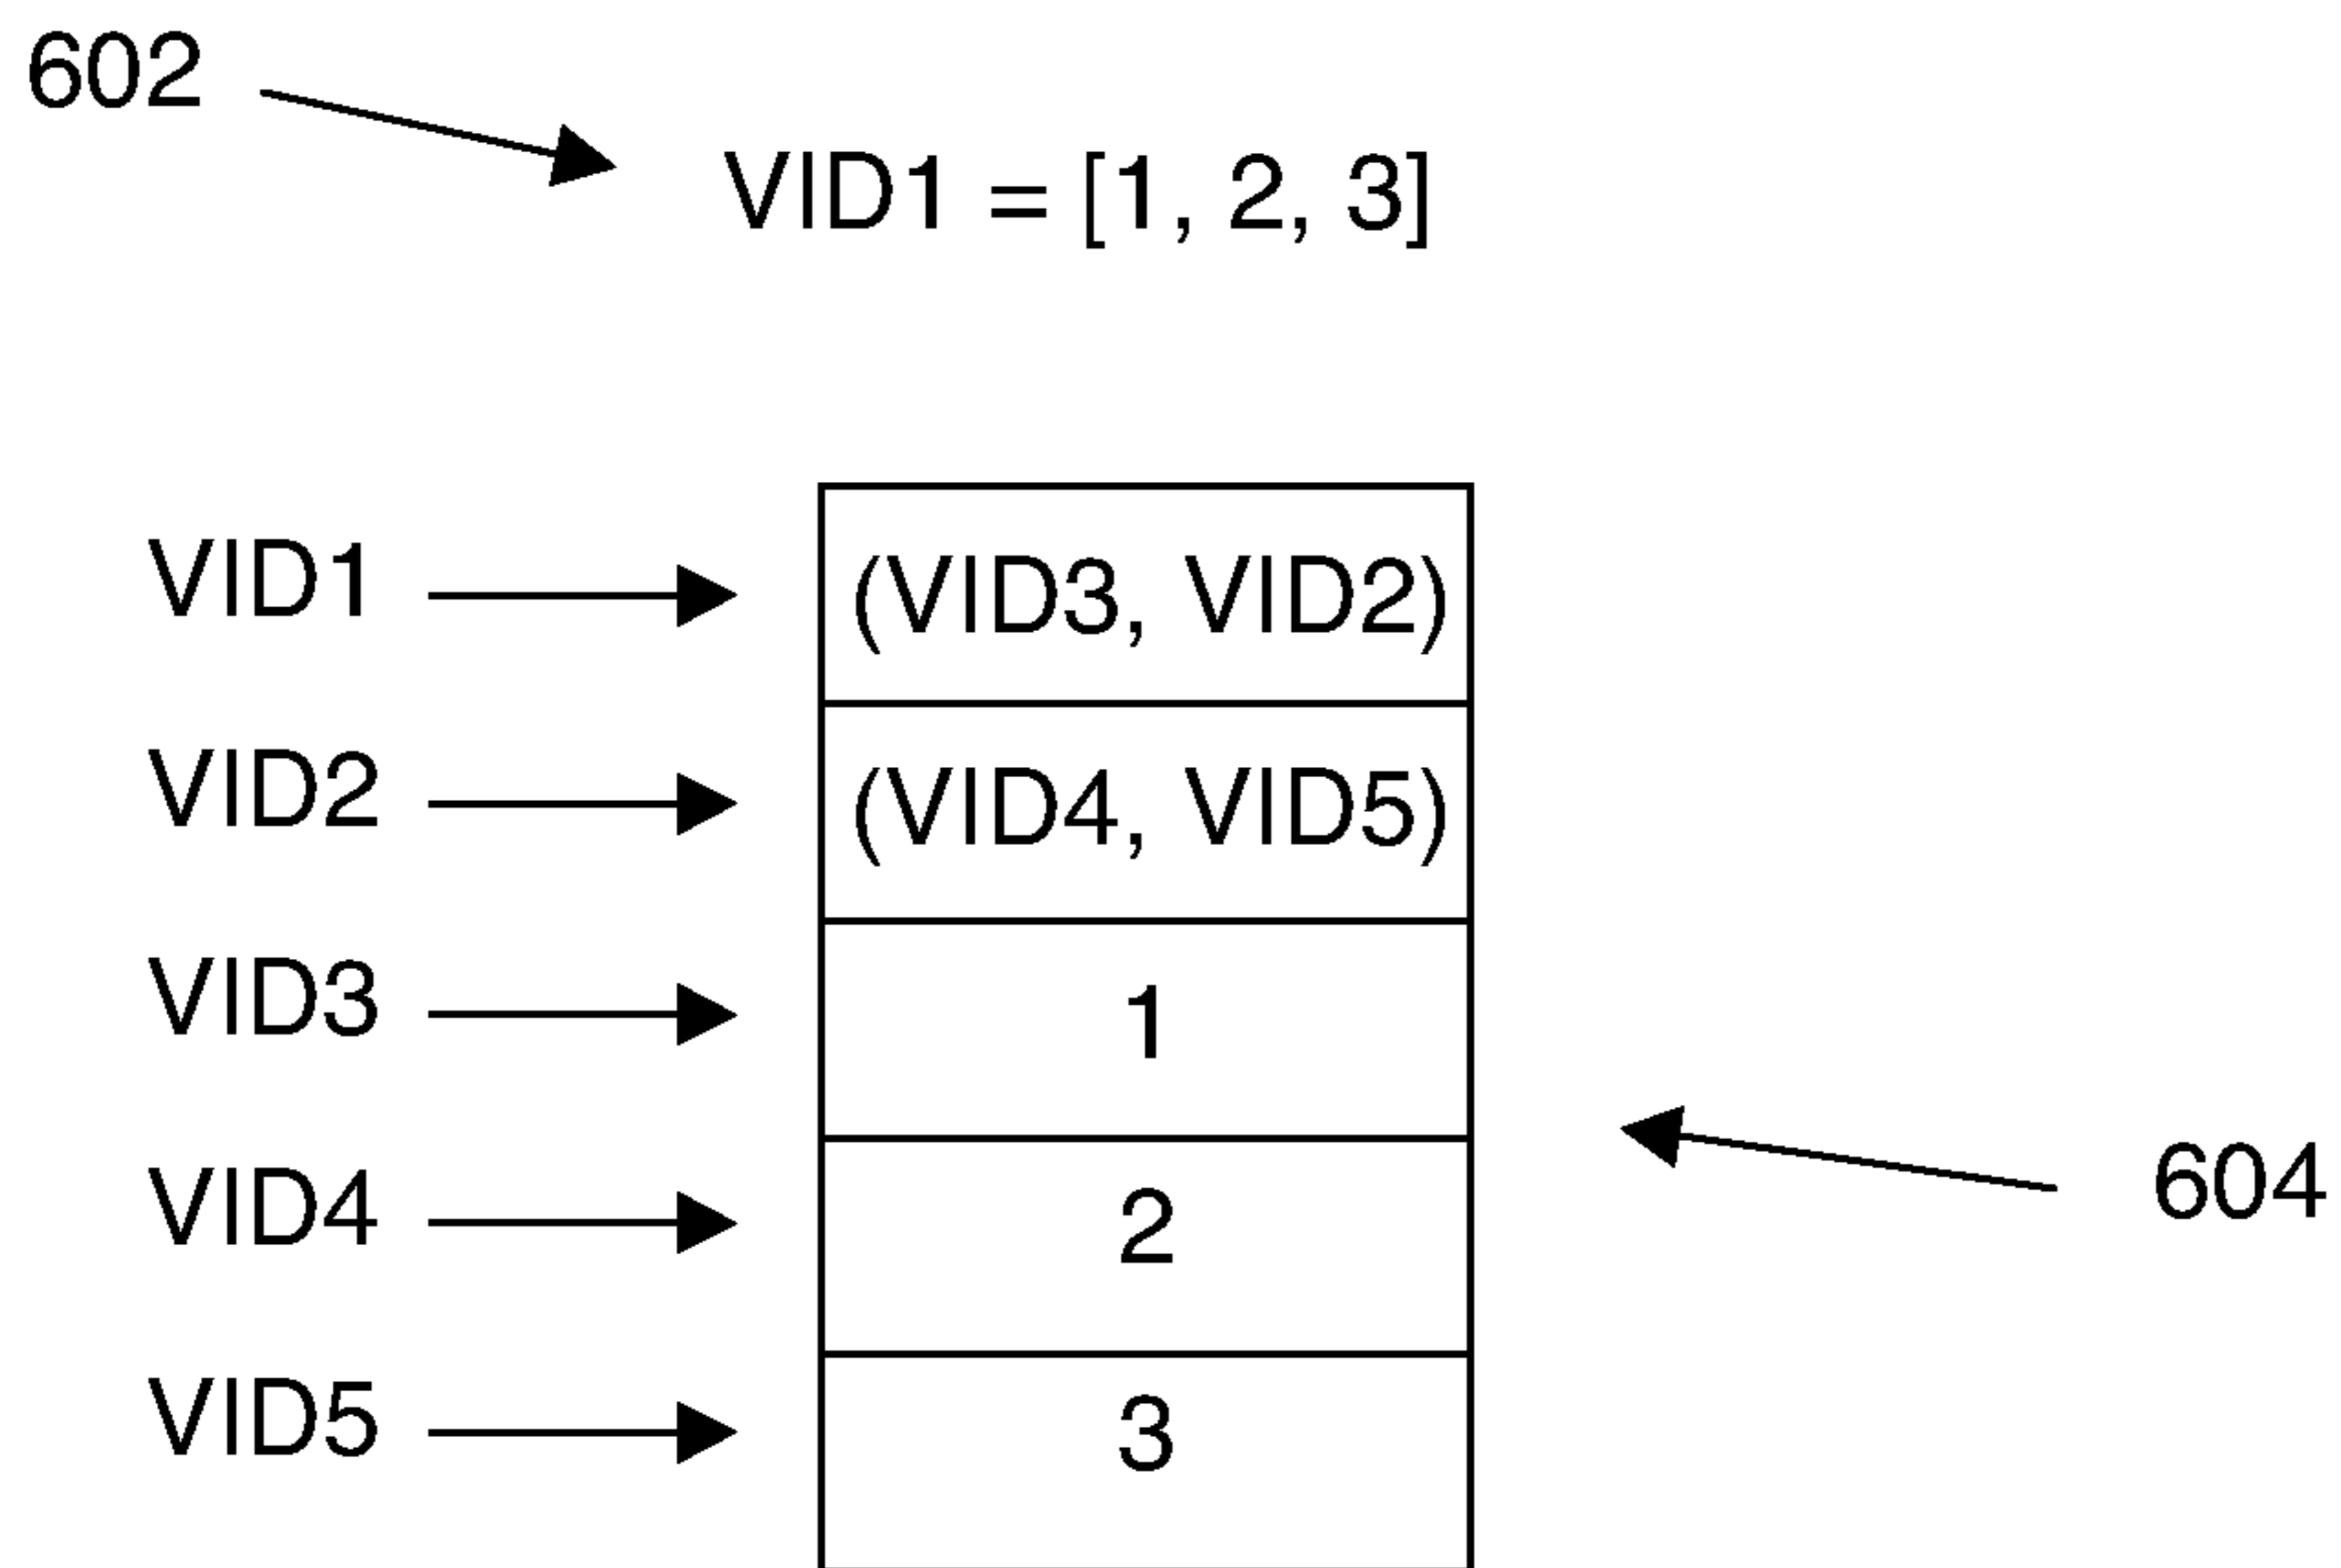 602
VID1 = [1, 2, 3]
VID1 (VID3, VID2)
VID2 (VID4, VID5)
VID3 1
VID4 2
604
VID5 3